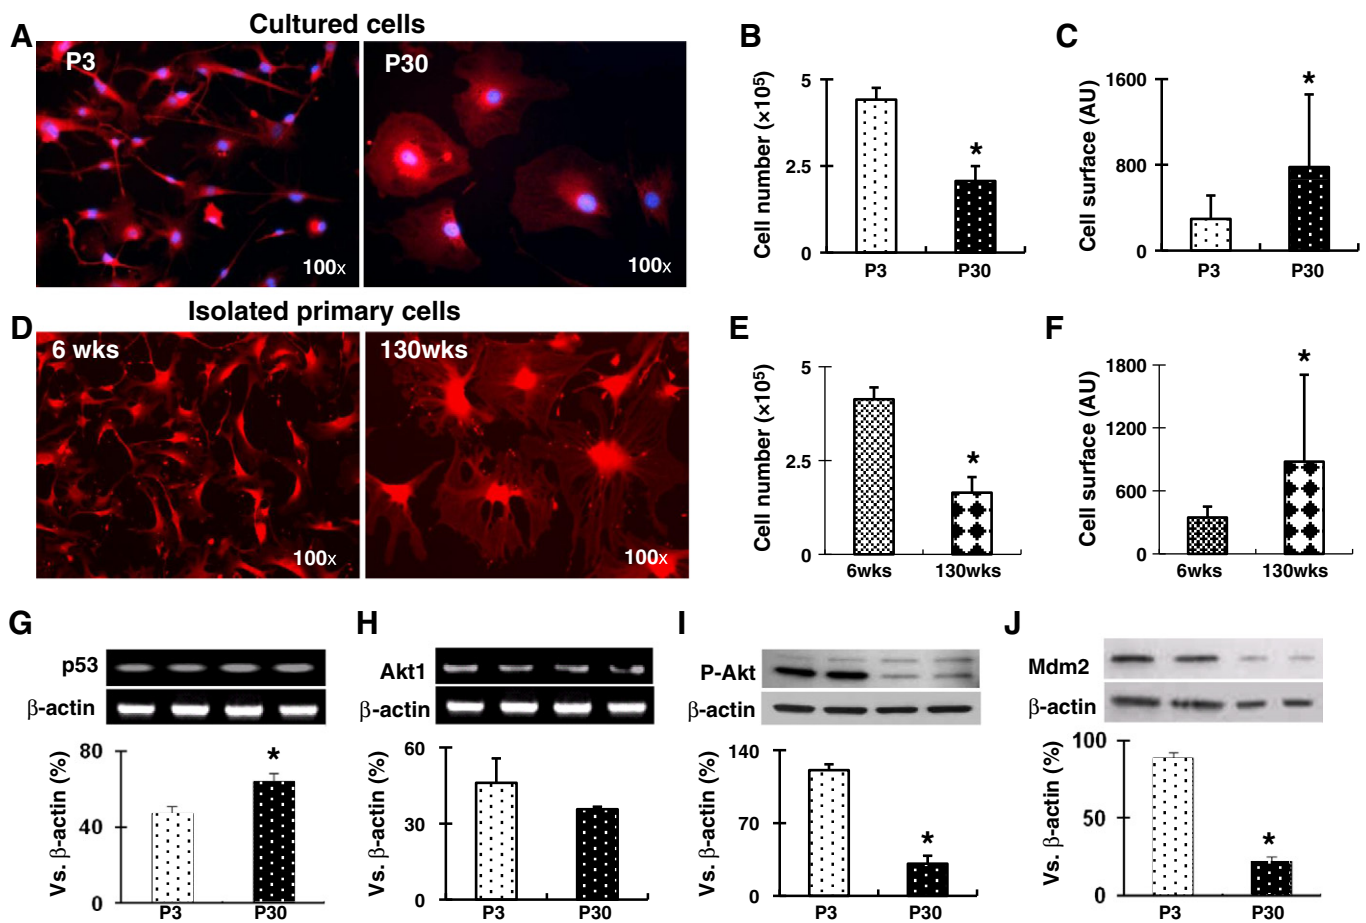 Cultured cells
A
P3
100x
P30
100x
B
Cell number (×10⁵)
5
2.5
0
*
P3
P30
C
Cell surface (AU)
1600
800
0
*
P3
P30
Isolated primary cells
D
6 wks
100x
130wks
100x
E
Cell number (×10⁵)
5
2.5
0
*
6wks
130wks
F
Cell surface (AU)
1800
1200
600
0
*
6wks
130wks
G
p53
β-actin
Vs. β-actin (%)
80
40
0
*
P3
P30
H
Akt1
β-actin
Vs. β-actin (%)
60
30
0
P3
P30
I
P-Akt
β-actin
Vs. β-actin (%)
140
70
0
*
P3
P30
J
Mdm2
β-actin
Vs. β-actin (%)
100
50
0
*
P3
P30